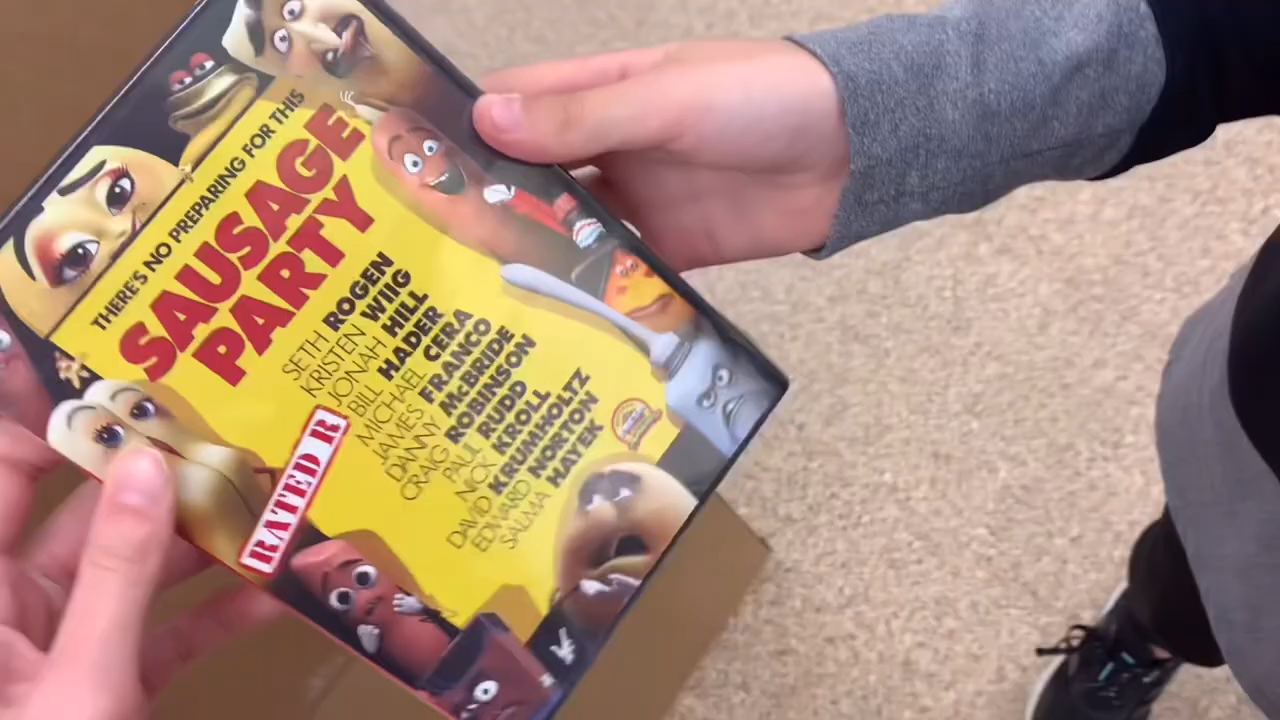 THERE'S NO PREPARING FOR THIS
SAUSAGE
PARTY
SETH ROGEN
KRISTEN WIIG
JONAH HILL
BILL HADER
MICHAEL CERA
JAMES FRANCO
DANNY McBRIDE
CRAIG ROBINSON
PAUL RUDD
NICK KROLL
DAVID KRUMHOLTZ
EDWARD NORTON
SALMA HAYEK
RATED R